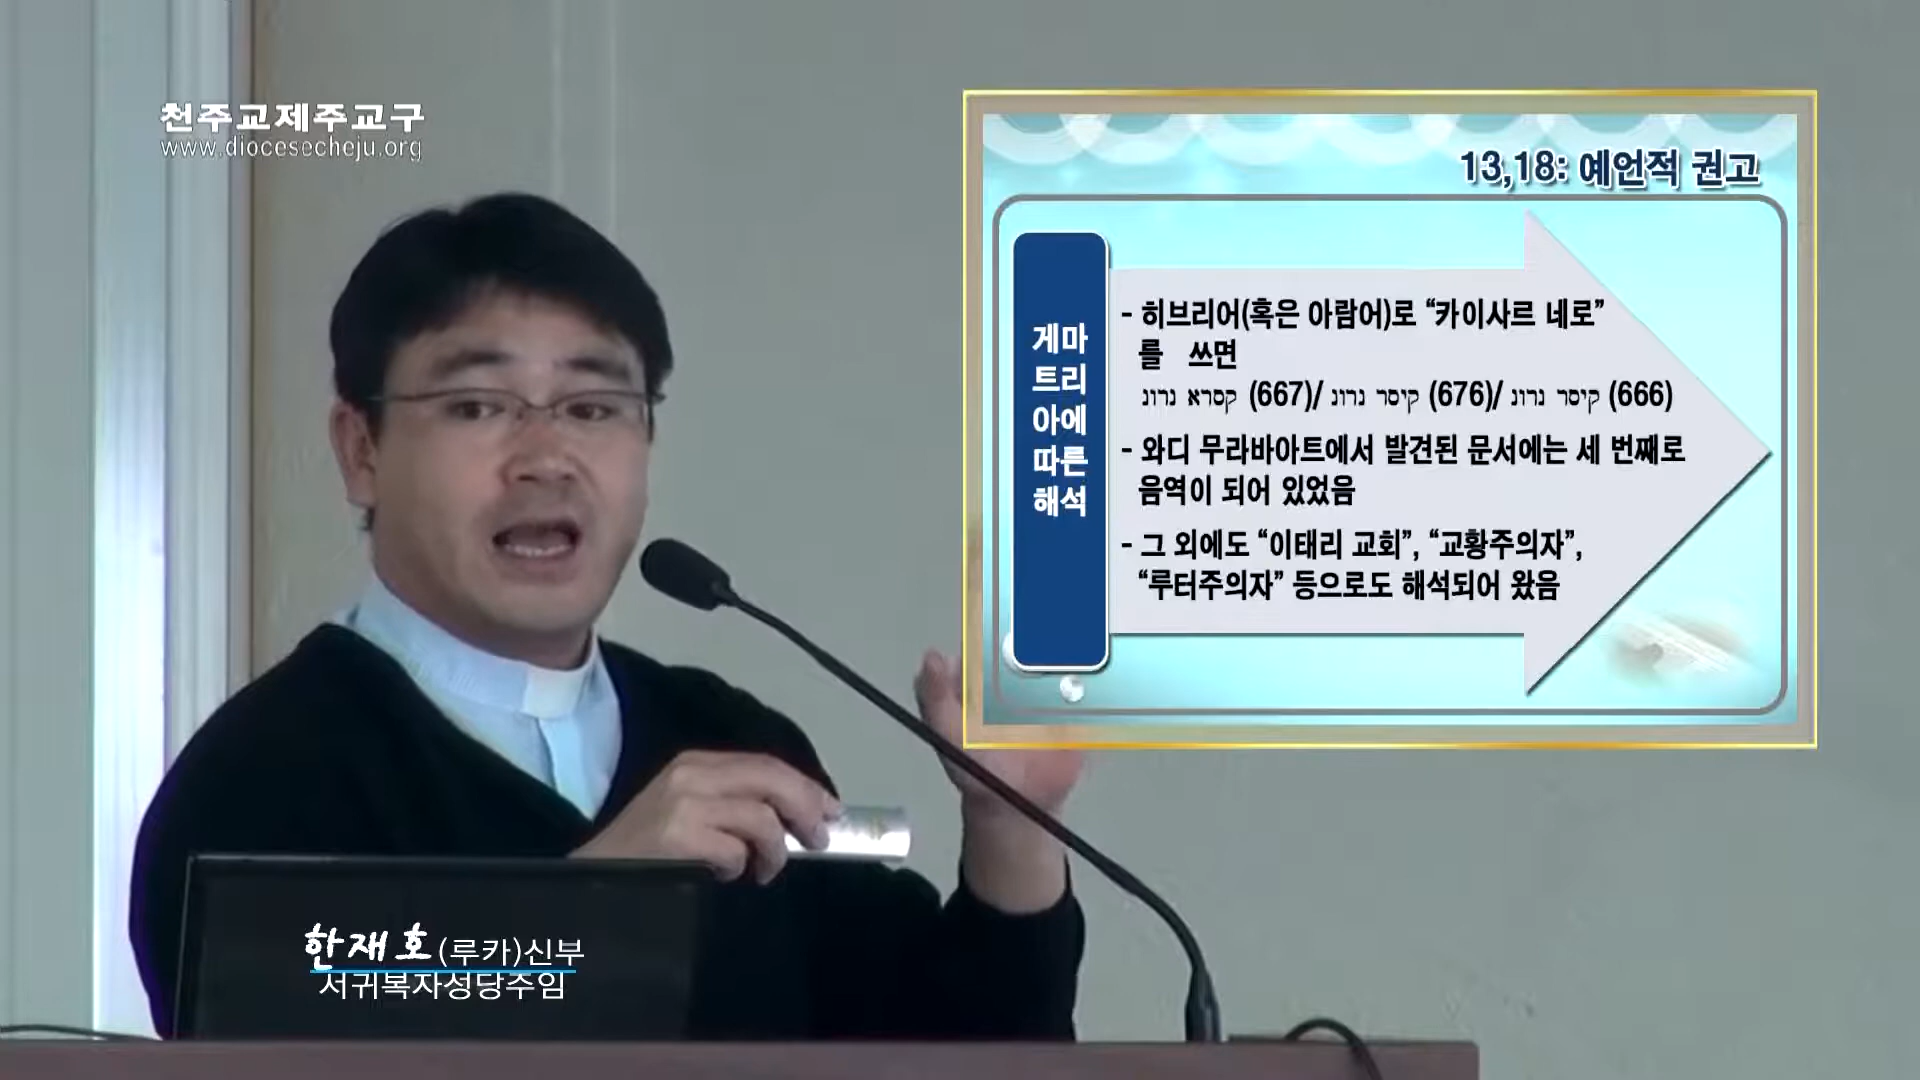 천주교제주교구
www.diocesecheju.org
13,18: 예언적 권고
게마
트리
아에
따른
해석
- 히브리어(혹은 아람어)로 “카이사르 네로”
를 쓰면
קסרא נרונ (667)/ קיסר נרונ (676)/ קיסר נרונ (666)
- 와디 무라바아트에서 발견된 문서에는 세 번째로
음역이 되어 있었음
- 그 외에도 “이태리 교회”, “교황주의자”,
“루터주의자” 등으로도 해석되어 왔음
한재호(루카)신부
서귀복자성당주임